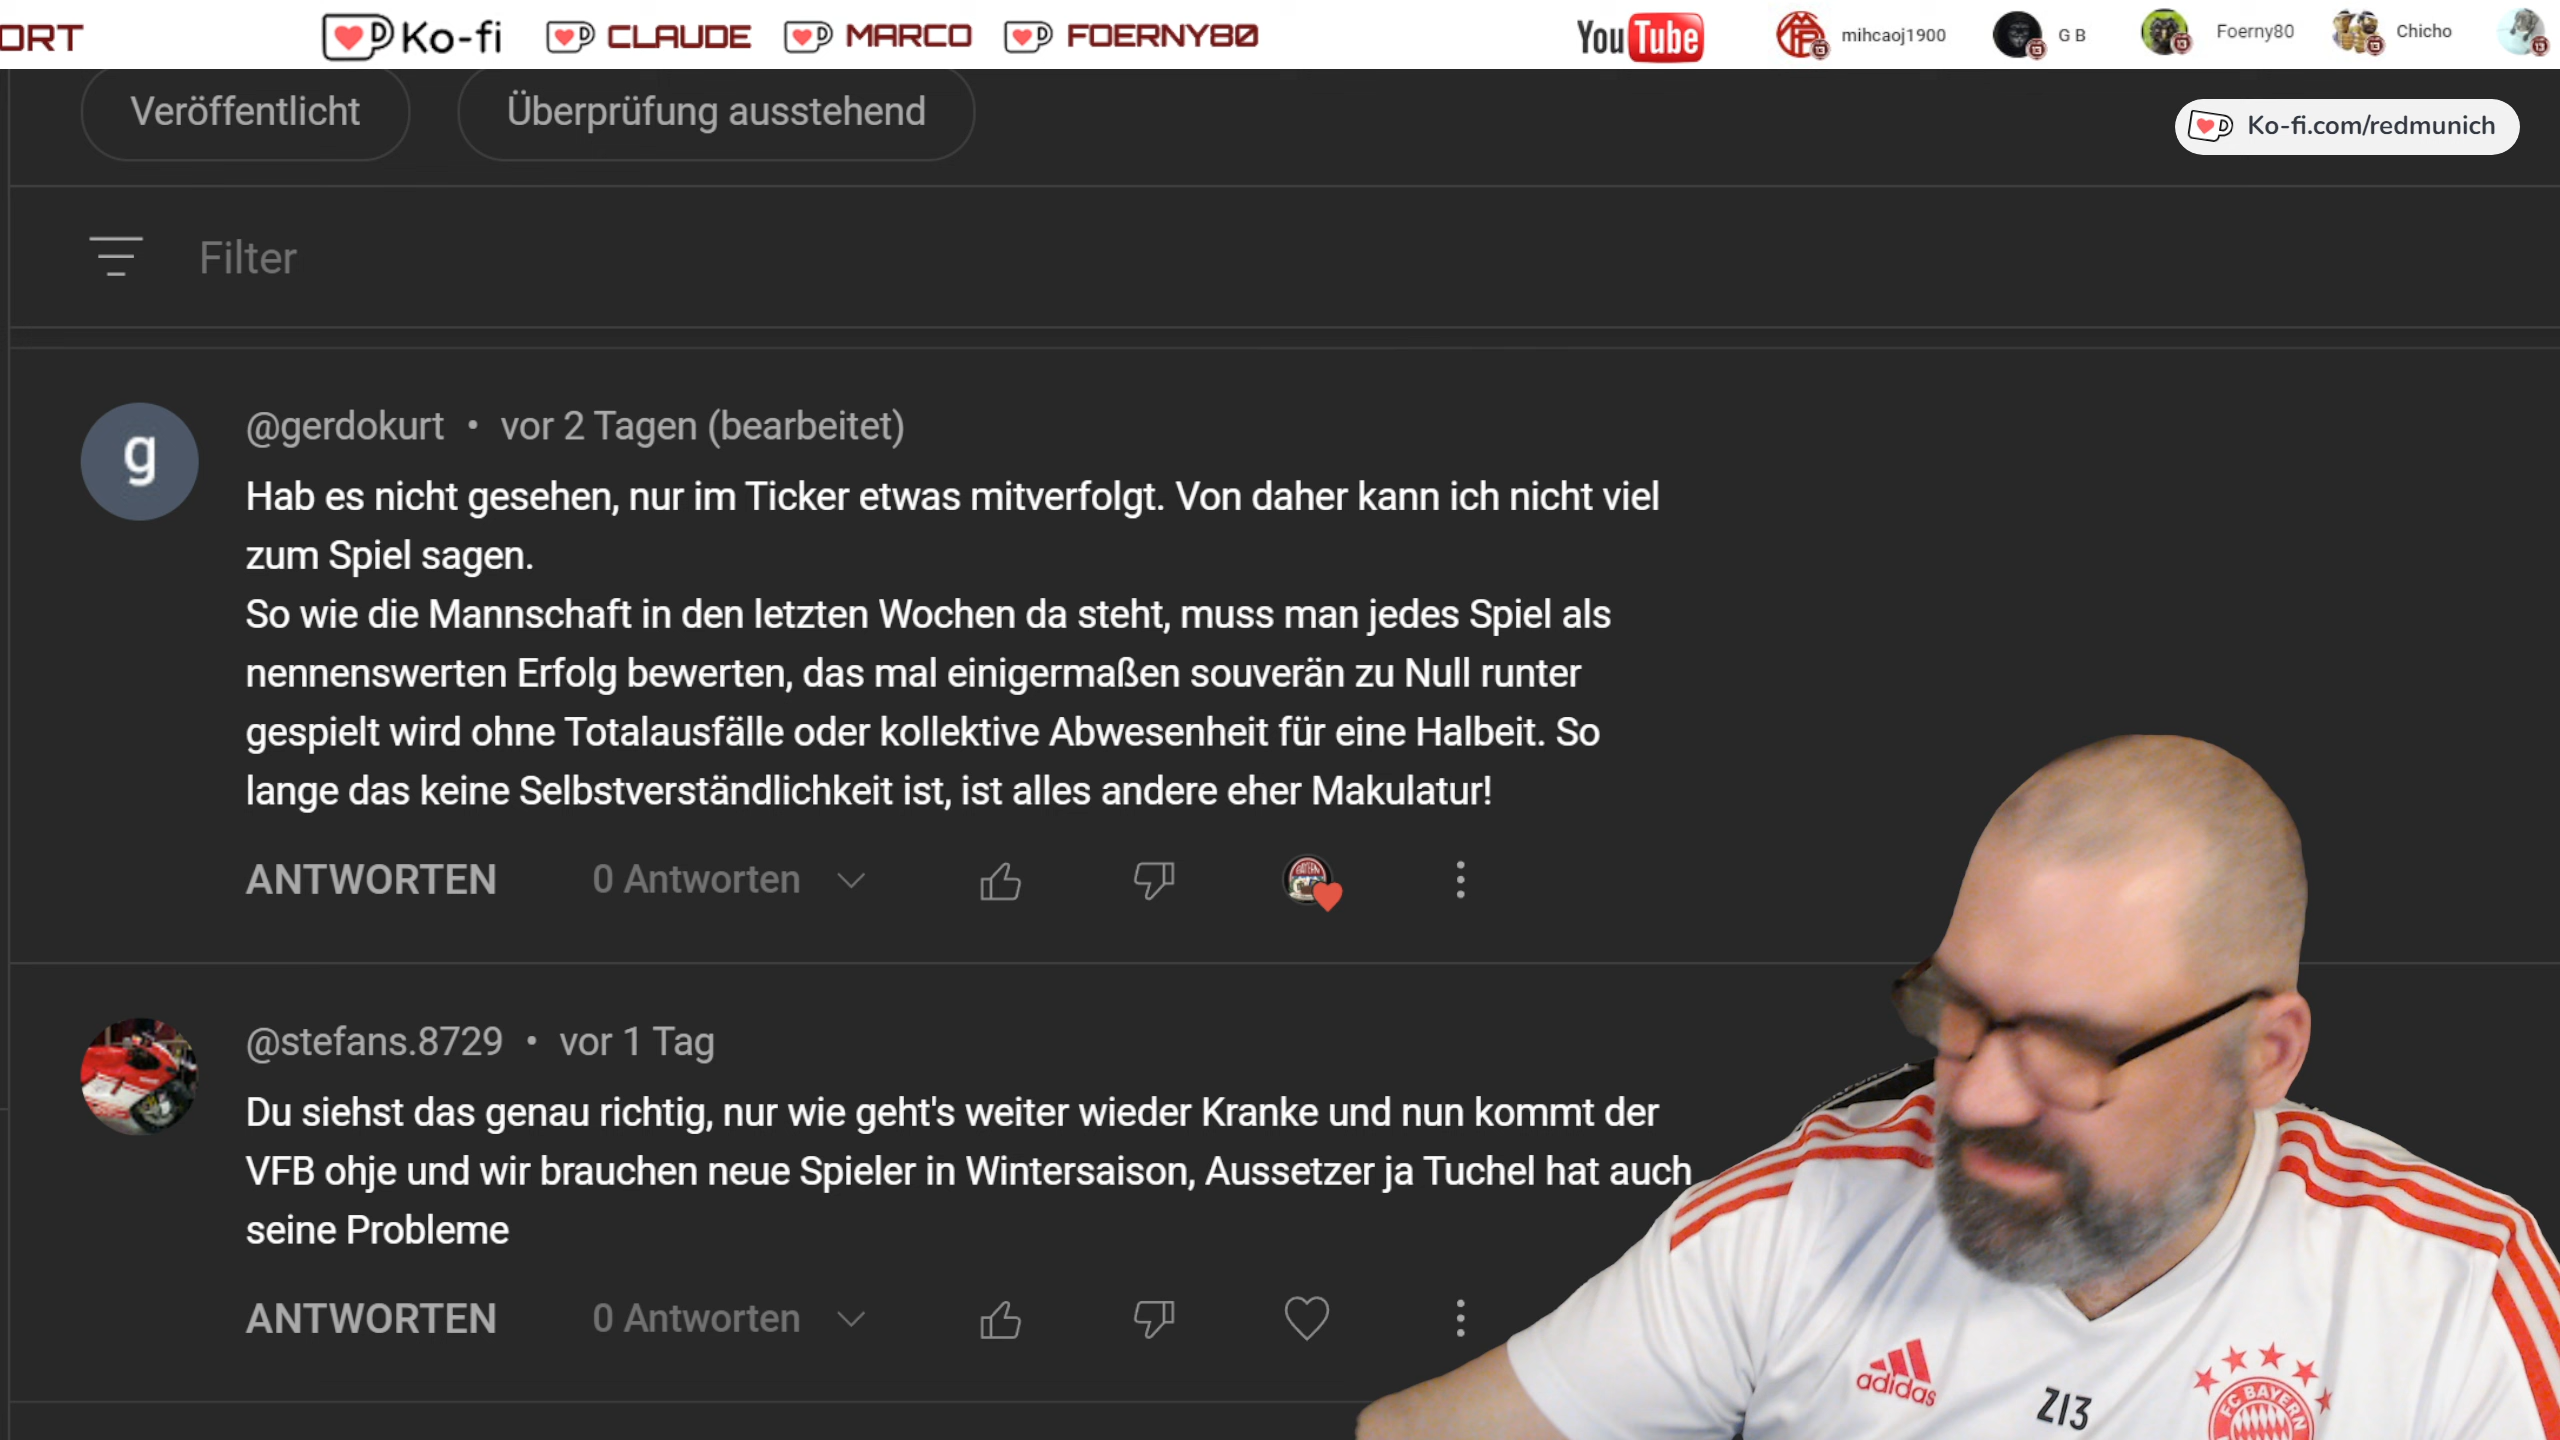 ORT
Ko-fi CLAUDE MARCO FOERNY80
YouTube mihcaoj1900 G B Foerny80 Chicho
Veröffentlicht
Überprüfung ausstehend
Ko-fi.com/redmunich
Filter
g
@gerdokurt • vor 2 Tagen (bearbeitet)
Hab es nicht gesehen, nur im Ticker etwas mitverfolgt. Von daher kann ich nicht viel
zum Spiel sagen.
So wie die Mannschaft in den letzten Wochen da steht, muss man jedes Spiel als
nennenswerten Erfolg bewerten, das mal einigermaßen souverän zu Null runter
gespielt wird ohne Totalausfälle oder kollektive Abwesenheit für eine Halbeit. So
lange das keine Selbstverständlichkeit ist, ist alles andere eher Makulatur!
ANTWORTEN 0 Antworten
@stefans.8729 • vor 1 Tag
Du siehst das genau richtig, nur wie geht's weiter wieder Kranke und nun kommt der
VFB ohje und wir brauchen neue Spieler in Wintersaison, Aussetzer ja Tuchel hat auch
seine Probleme
ANTWORTEN 0 Antworten
adidas
Z13
FC BAYERN